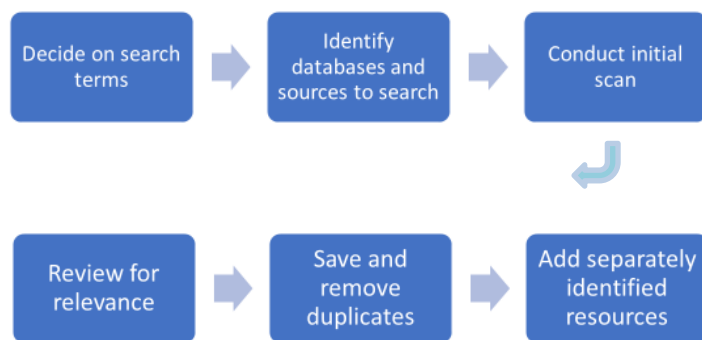 Decide on search
terms
Identify
databases and
sources to search
Conduct initial
scan
Review for
relevance
Save and
remove
duplicates
Add separately
identified
resources